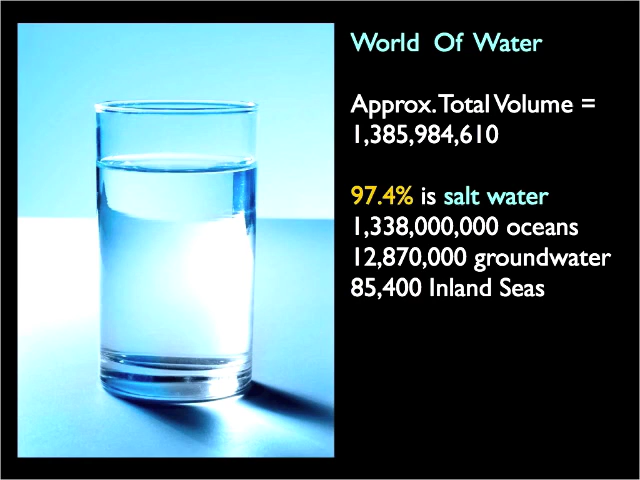 World Of Water
Approx. Total Volume =
1,385,984,610
97.4% is salt water
1,338,000,000 oceans
12,870,000 groundwater
85,400 Inland Seas